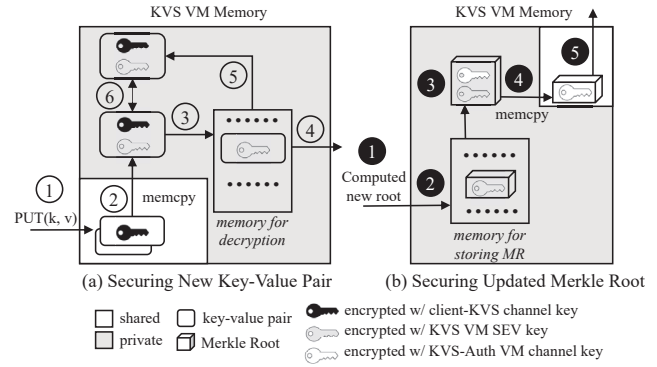 KVS VM Memory
KVS VM Memory
6
5
3
4
1
PUT(k, v)
2
memcpy
memory for
decryption
1
Computed
new root
2
3
4
memcpy
5
memory for
storing MR
(a) Securing New Key-Value Pair
(b) Securing Updated Merkle Root
shared
private
key-value pair
Merkle Root
encrypted w/ client-KVS channel key
encrypted w/ KVS VM SEV key
encrypted w/ KVS-Auth VM channel key